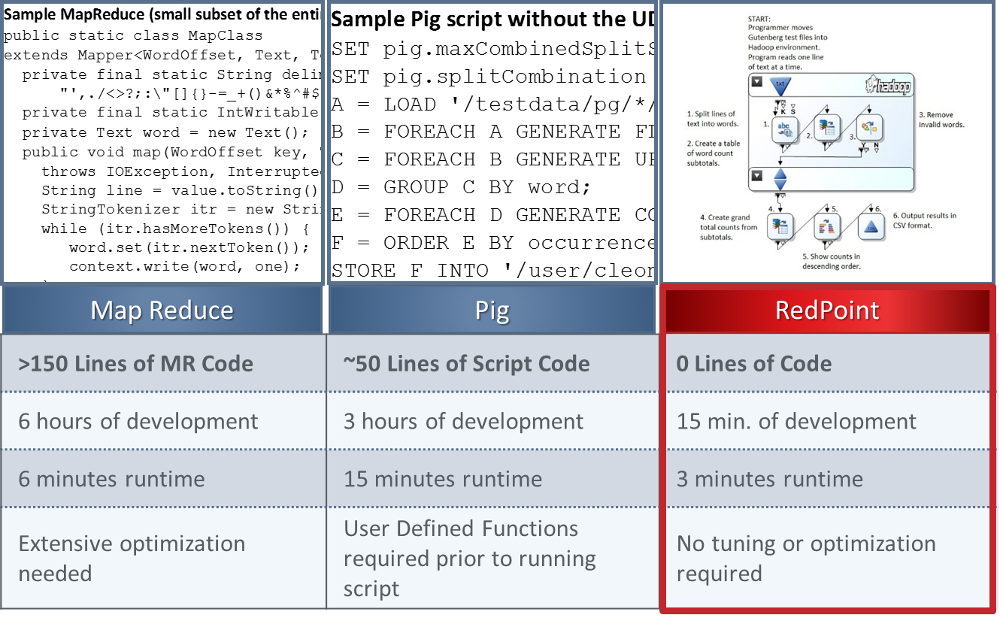 Sample MapReduce (small subset of the enti
public static class MapClass
extends Mapper<WordOffset, Text, T
private final static String deli
"',./<>?;:\"[]{}-=_+()&*%^#$
private final static IntWritable
private Text word = new Text();
public void map(WordOffset key,
throws IOException, Interrupte
String line = value.toString()
StringTokenizer itr = new Stri
while (itr.hasMoreTokens()) {
word.set(itr.nextToken());
context.write(word, one);
Sample Pig script without the UD
SET pig.maxCombinedSplitS
SET pig.splitCombination
A = LOAD '/testdata/pg/*/
B = FOREACH A GENERATE FI
C = FOREACH B GENERATE UP
D = GROUP C BY word;
E = FOREACH D GENERATE CO
F = ORDER E BY occurrence
STORE F INTO '/user/cleon
START:
Programmer moves
Gutenberg test files into
Hadoop environment.
Program reads one line
of text at a time.
txt
hadoop
K S
1. Split lines of
text into words.
2. Create a table
of word count
subtotals.
1.
abc
2.
3.
Y N
3. Remove
invalid words.
4. Create grand
total counts from
subtotals.
4.
5.
6.
CSV
6. Output results in
CSV format.
5. Show counts in
descending order.
Map Reduce
Pig
RedPoint
>150 Lines of MR Code
~50 Lines of Script Code
0 Lines of Code
6 hours of development
3 hours of development
15 min. of development
6 minutes runtime
15 minutes runtime
3 minutes runtime
Extensive optimization
needed
User Defined Functions
required prior to running
script
No tuning or optimization
required